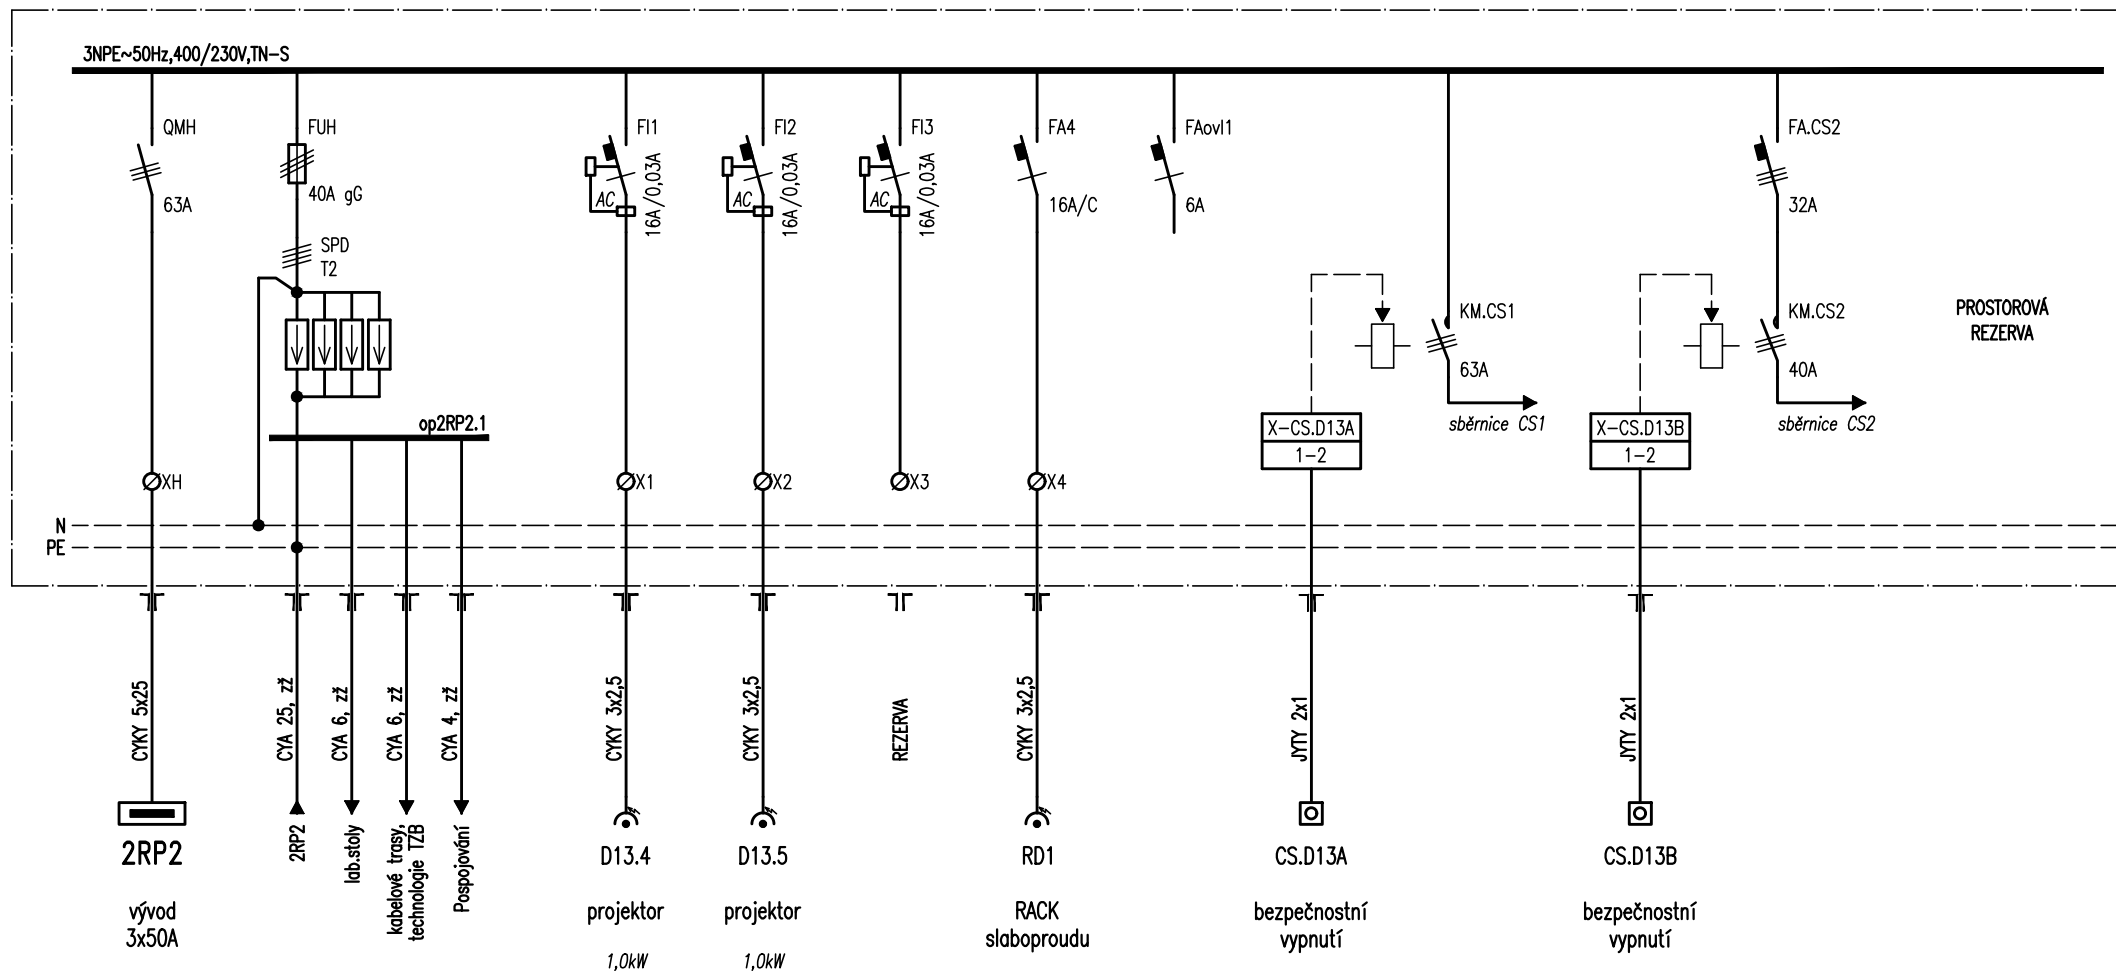 3NPE~50Hz,400/230V,TN-S
QMH
63A
FUH
40A gG
SPD
T2
FI1
AC
16A/0,03A
FI2
AC
16A/0,03A
FI3
AC
16A/0,03A
FA4
16A/C
FAovl1
6A
KM.CS1
63A
sběrnice CS1
FA.CS2
32A
KM.CS2
40A
sběrnice CS2
PROSTOROVÁ
REZERVA
op2RP2.1
X-CS.D13A
1-2
X-CS.D13B
1-2
XH
X1
X2
X3
X4
N
PE
CYKY 5x25
CYA 25, zž
CYA 6, zž
CYA 6, zž
CYA 4, zž
CYKY 3x2,5
CYKY 3x2,5
REZERVA
CYKY 3x2,5
JYTY 2x1
JYTY 2x1
2RP2
vývod
3x50A
2RP2
lab.stoly
kabelové trasy,
technologie TZB
Pospojování
D13.4
projektor
1,0kW
D13.5
projektor
1,0kW
RD1
RACK
slaboproudu
CS.D13A
bezpečnostní
vypnutí
CS.D13B
bezpečnostní
vypnutí